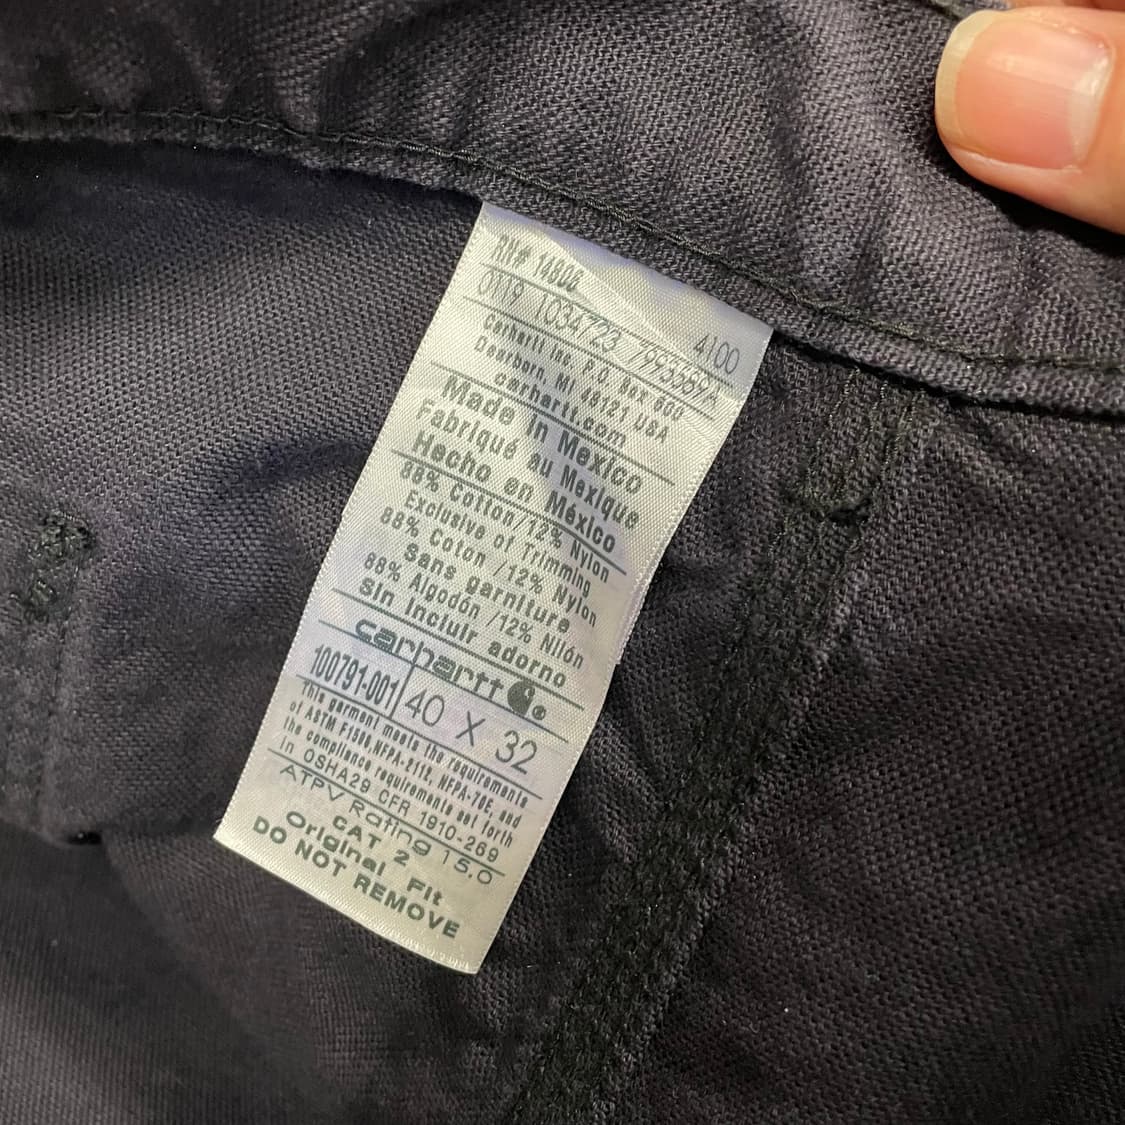 RN# 14806
0119 1034723 4100
Carhartt Inc. P.O. Box 600
Dearborn, MI 48121 USA
carhartt.com
Made in Mexico
Fabriqué au Mexique
Hecho en México
88% Cotton/12% Nylon
Exclusive of Trimming
88% Coton /12% Nylon
Sans garniture
88% Algodón /12% Nilón
Sin Incluir adorno
carhartt ®
100791-001 40 X 32
This garment meets the requirements
of ASTM F1506,NFPA-2112, NFPA-70E, and
the compliance requirements set forth
in OSHA29 CFR 1910-269
ATPV Rating 15.0
CAT 2
Original Fit
DO NOT REMOVE